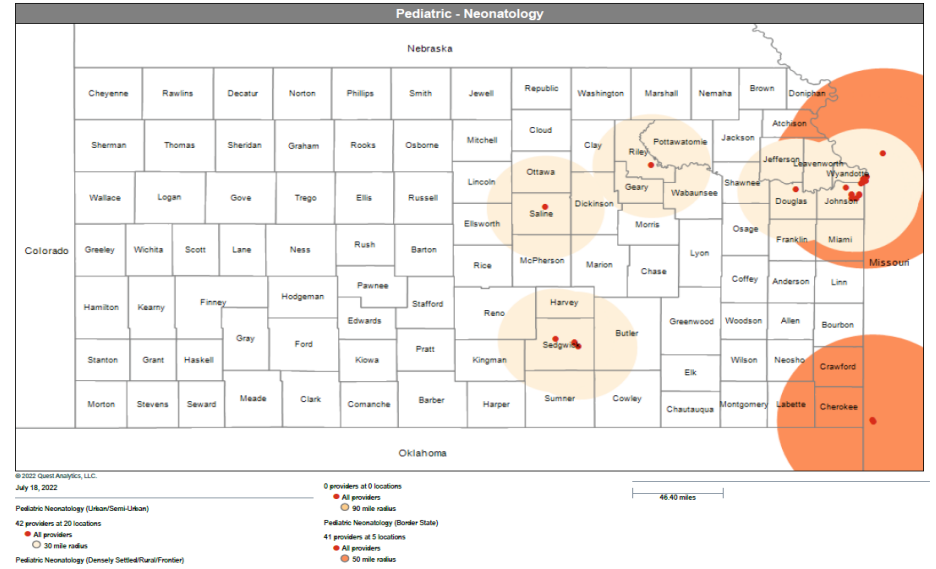 Pediatric - Neonatology
Nebraska
Cheyenne Rawlins Decatur Norton Phillips Smith Jewell Republic Washington Marshall Nemaha Brown Doniphan
Atchison
Sherman Thomas Sheridan Graham Rooks Osborne Mitchell Cloud Clay Riley Pottawatomie Jackson Jefferson Leavenworth
Wyandotte
Lincoln Ottawa Geary Wabaunsee Shawnee
Wallace Logan Gove Trego Ellis Russell Saline Dickinson Douglas Johnson
Ellsworth Morris Osage
Colorado Greeley Wichita Scott Lane Ness Rush Barton Rice McPherson Marion Chase Lyon Franklin Miami
Missouri
Hamilton Kearny Finney Hodgeman Pawnee Stafford Reno Harvey Coffey Anderson Linn
Gray Ford Edwards Sedgwick Butler Greenwood Woodson Allen Bourbon
Stanton Grant Haskell Kiowa Pratt Kingman Elk Wilson Neosho Crawford
Morton Stevens Seward Meade Clark Comanche Barber Harper Sumner Cowley Chautauqua Montgomery Labette Cherokee
Oklahoma
© 2022 Quest Analytics, LLC.
July 18, 2022
Pediatric Neonatology (Urban/Semi-Urban)
42 providers at 20 locations
All providers
30 mile radius
Pediatric Neonatology (Densely Settled/Rural/Frontier)
0 providers at 0 locations
All providers
90 mile radius
Pediatric Neonatology (Border State)
41 providers at 5 locations
All providers
50 mile radius
46.40 miles